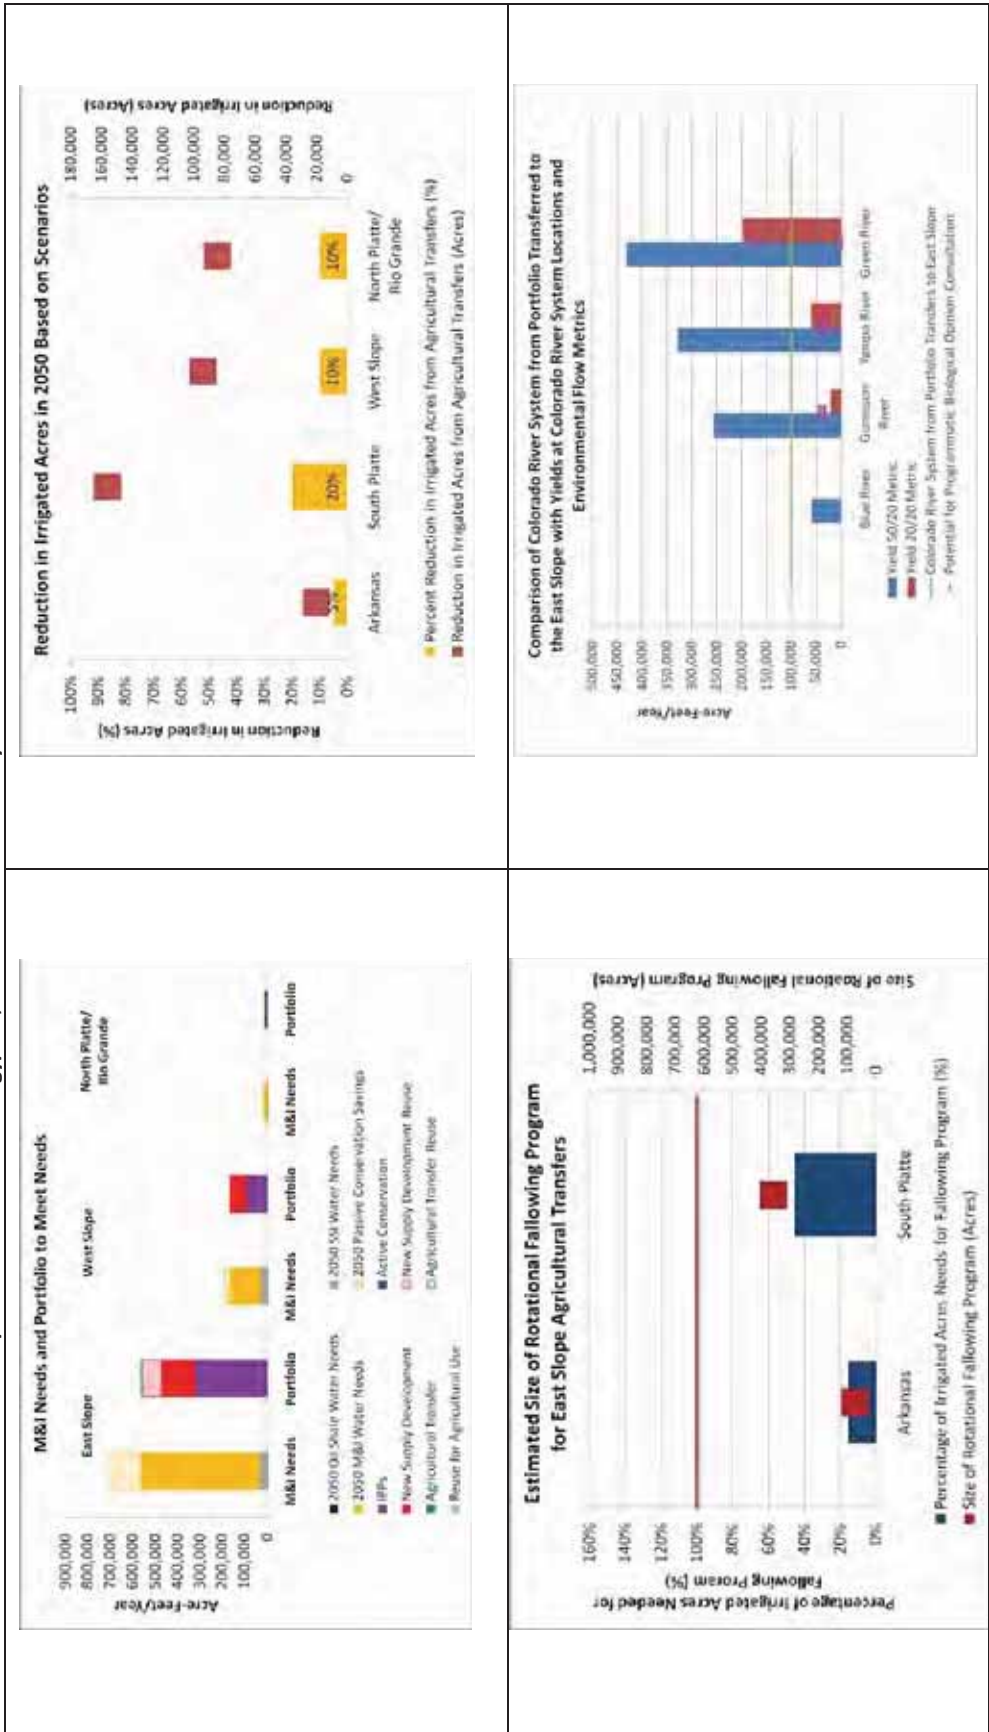 M&I Needs and Portfolio to Meet Needs
Acre-Feet/Year
900,000
800,000
700,000
600,000
500,000
400,000
300,000
200,000
100,000
0
East Slope
West Slope
North Platte/
Rio Grande
M&I Needs
Portfolio
M&I Needs
Portfolio
M&I Needs
Portfolio
2050 Oil Shale Water Needs
2050 SSI Water Needs
2050 M&I Water Needs
2050 Passive Conservation Savings
IPPs
Active Conservation
New Supply Development
New Supply Development Reuse
Agricultural Transfer
Agricultural Transfer Reuse
Reuse for Agricultural Use
Reduction in Irrigated Acres in 2050 Based on Scenarios
Reduction in Irrigated Acres (%)
100%
90%
80%
70%
60%
50%
40%
30%
20%
10%
0%
20%
10%
10%
Arkansas
South Platte
West Slope
North Platte/
Rio Grande
180,000
160,000
140,000
120,000
100,000
80,000
60,000
40,000
20,000
0
Reduction in Irrigated Acres (Acres)
Percent Reduction in Irrigated Acres from Agricultural Transfers (%)
Reduction in Irrigated Acres from Agricultural Transfers (Acres)
Estimated Size of Rotational Fallowing Program
for East Slope Agricultural Transfers
Percentage of Irrigated Acres Needed for
Fallowing Program (%)
160%
140%
120%
100%
80%
60%
40%
20%
0%
Arkansas
South Platte
1,000,000
900,000
800,000
700,000
600,000
500,000
400,000
300,000
200,000
100,000
0
Size of Rotational Fallowing Program (Acres)
Percentage of Irrigated Acres Needs for Fallowing Program (%)
Size of Rotational Fallowing Program (Acres)
Comparison of Colorado River System from Portfolio Transferred to
the East Slope with Yields at Colorado River System Locations and
Environmental Flow Metrics
Acre-Feet/Year
500,000
450,000
400,000
350,000
300,000
250,000
200,000
150,000
100,000
50,000
0
Blue River
Gunnison
River
Yampa River
Green River
Yield 50/20 Metric
Yield 20/20 Metric
Colorado River System from Portfolio Transfers to East Slope
Potential for Programmatic Biological Opinion Consultation